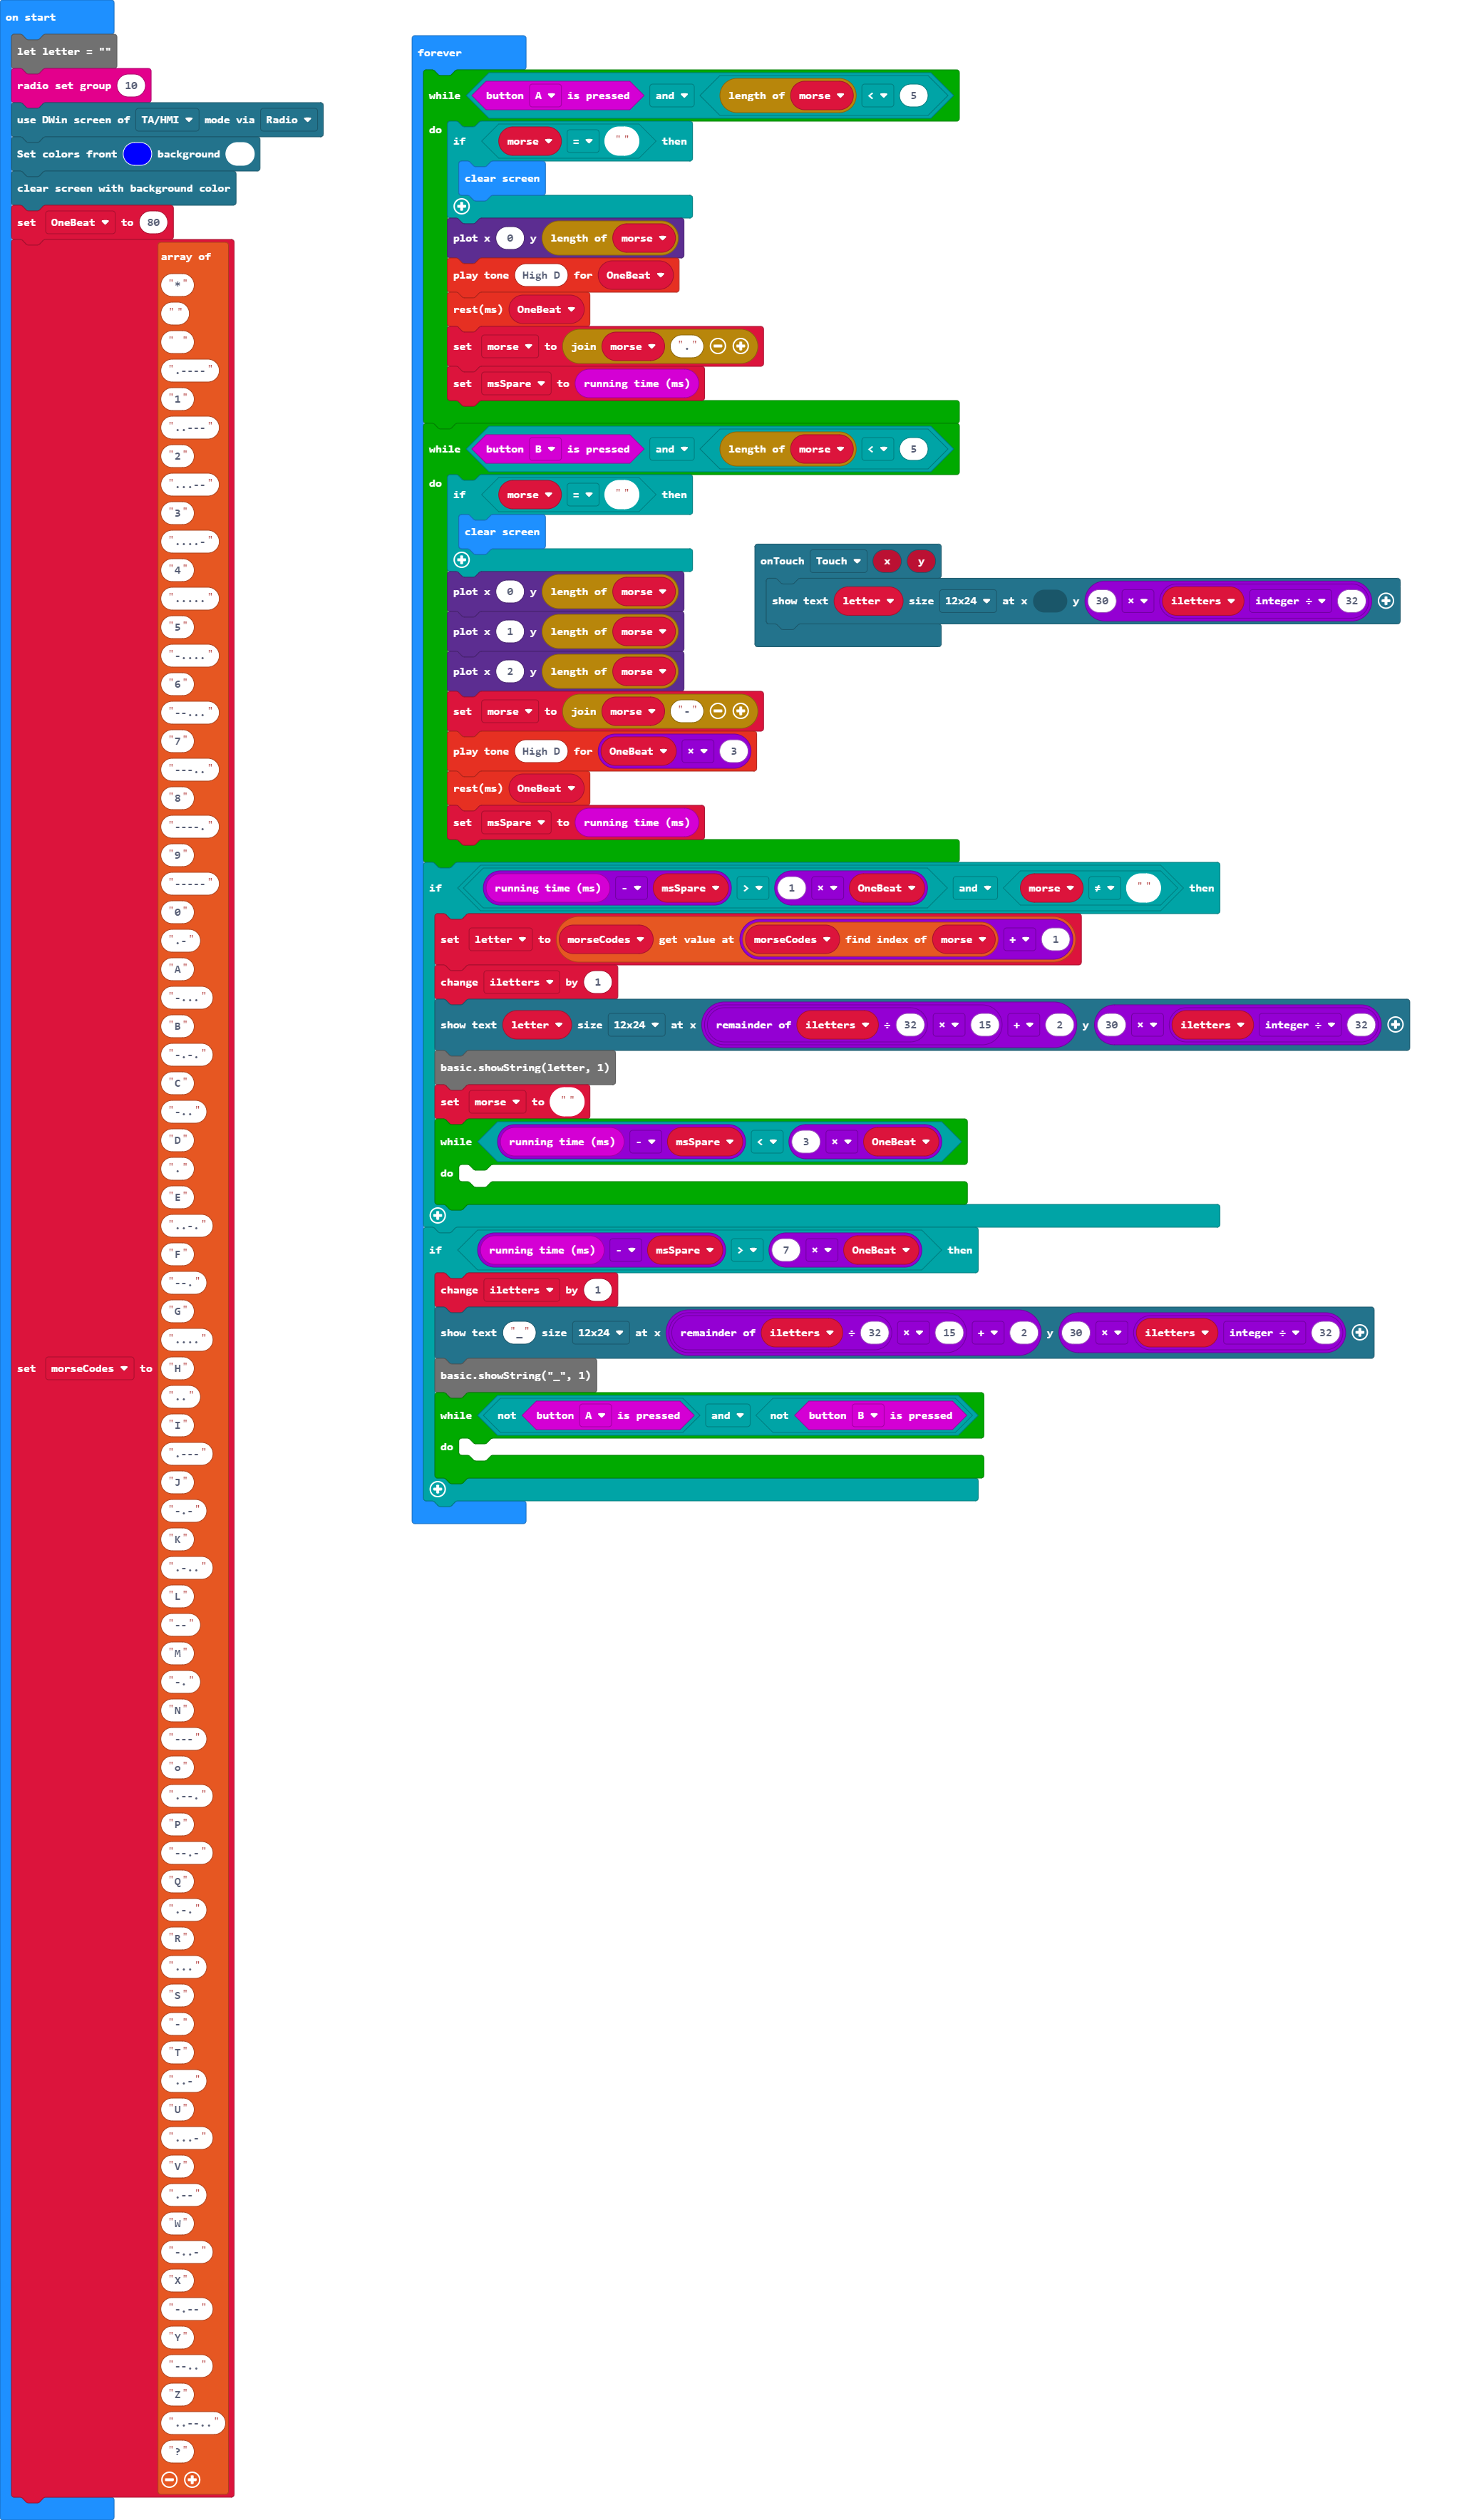 on start
let letter = ""
radio set group 10
use DWin screen of TA/HMI mode via Radio
Set colors front background
clear screen with background color
set OneBeat to 80
set morseCodes to
array of
"*"
" "
" "
".----"
"1"
"..---"
"2"
"...--"
"3"
"....-"
"4"
"....."
"5"
"-...."
"6"
"--..."
"7"
"---.."
"8"
"----."
"9"
"-----"
"0"
".-"
"A"
"-..."
"B"
"-.-."
"C"
"-.."
"D"
"."
"E"
"..-."
"F"
"--."
"G"
"...."
"H"
".."
"I"
".---"
"J"
"-.-"
"K"
".-.."
"L"
"--"
"M"
"-."
"N"
"---"
"o"
".--."
"P"
"--.-"
"Q"
".-."
"R"
"..."
"S"
"-"
"T"
"..-"
"U"
"...-"
"V"
".--"
"W"
"-..-"
"X"
"-.--"
"Y"
"--.."
"Z"
"..--.."
"?"
forever
while button A is pressed and length of morse < 5
do
if morse = "" then
clear screen
plot x 0 y length of morse
play tone High D for OneBeat
rest(ms) OneBeat
set morse to join morse "."
set msSpare to running time (ms)
while button B is pressed and length of morse < 5
do
if morse = "" then
clear screen
plot x 0 y length of morse
plot x 1 y length of morse
plot x 2 y length of morse
set morse to join morse "-"
play tone High D for OneBeat × 3
rest(ms) OneBeat
set msSpare to running time (ms)
if running time (ms) - msSpare > 1 × OneBeat and morse ≠ "" then
set letter to morseCodes get value at morseCodes find index of morse + 1
change iletters by 1
show text letter size 12x24 at x remainder of iletters ÷ 32 × 15 + 2 y 30 × iletters integer ÷ 32
basic.showString(letter, 1)
set morse to ""
while running time (ms) - msSpare < 3 × OneBeat
do
if running time (ms) - msSpare > 7 × OneBeat then
change iletters by 1
show text "_" size 12x24 at x remainder of iletters ÷ 32 × 15 + 2 y 30 × iletters integer ÷ 32
basic.showString("_", 1)
while not button A is pressed and not button B is pressed
do
onTouch Touch x y
show text letter size 12x24 at x y 30 × iletters integer ÷ 32